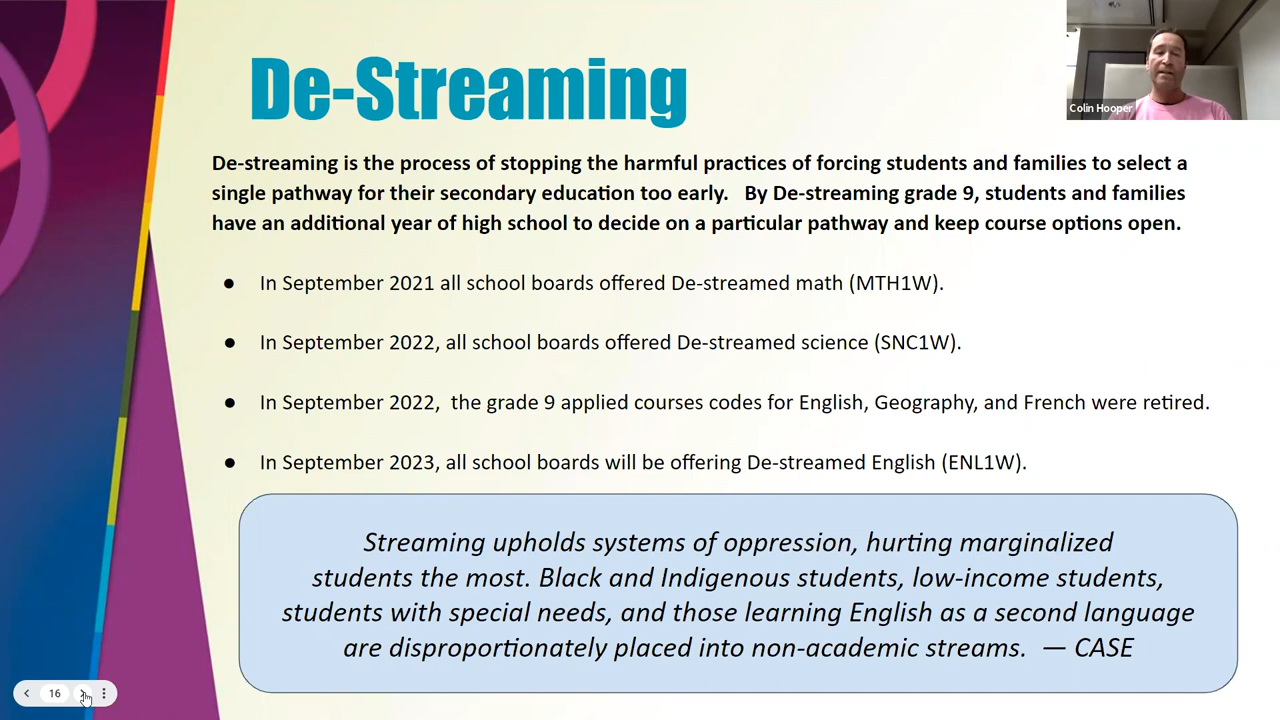 De-Streaming
Colin Hooper
De-streaming is the process of stopping the harmful practices of forcing students and families to select a
single pathway for their secondary education too early.   By De-streaming grade 9, students and families
have an additional year of high school to decide on a particular pathway and keep course options open.
● In September 2021 all school boards offered De-streamed math (MTH1W).
● In September 2022, all school boards offered De-streamed science (SNC1W).
● In September 2022,  the grade 9 applied courses codes for English, Geography, and French were retired.
● In September 2023, all school boards will be offering De-streamed English (ENL1W).
Streaming upholds systems of oppression, hurting marginalized
students the most. Black and Indigenous students, low-income students,
students with special needs, and those learning English as a second language
are disproportionately placed into non-academic streams.  — CASE
16